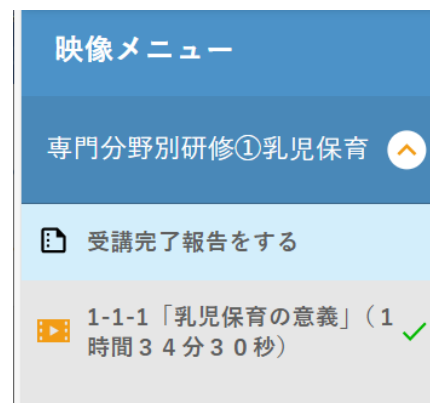 映像メニュー
専門分野別研修①乳児保育
受講完了報告をする
1-1-1「乳児保育の意義」（１
時間３４分３０秒）